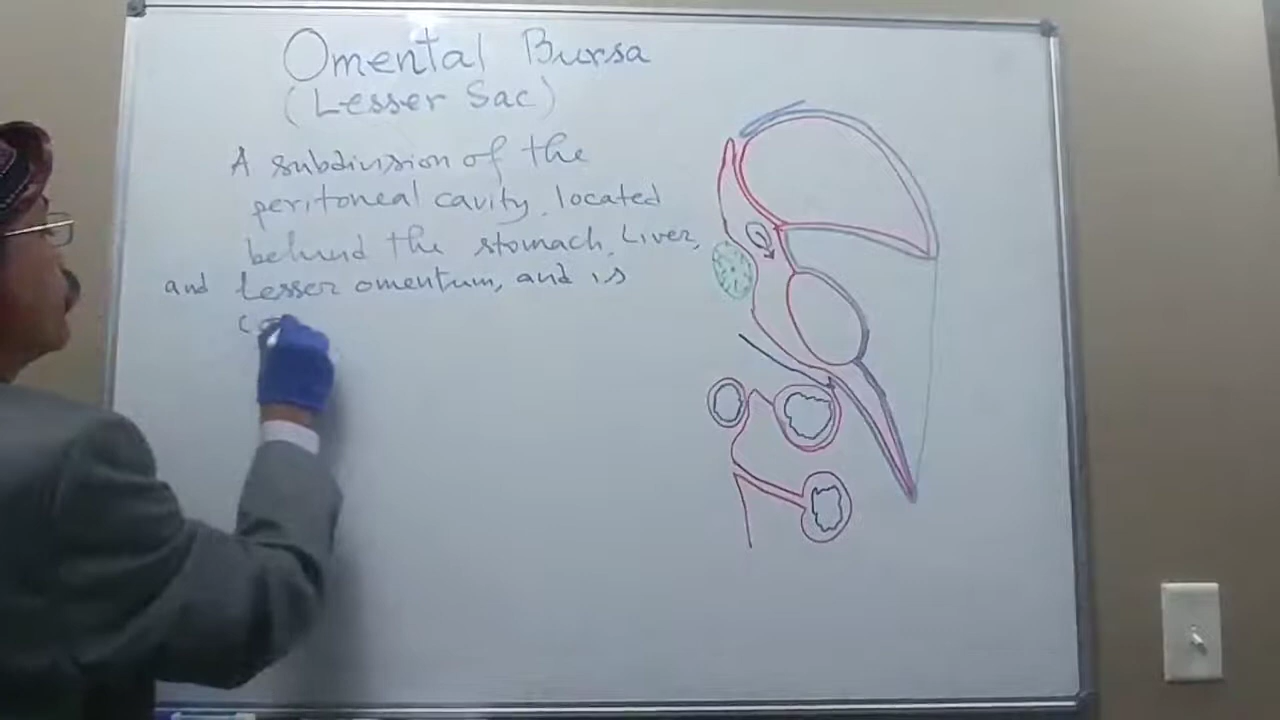 Omental Bursa
(Lesser Sac)
A subdivision of the
peritoneal cavity, located
behind the stomach, Liver,
and Lesser omentum, and is